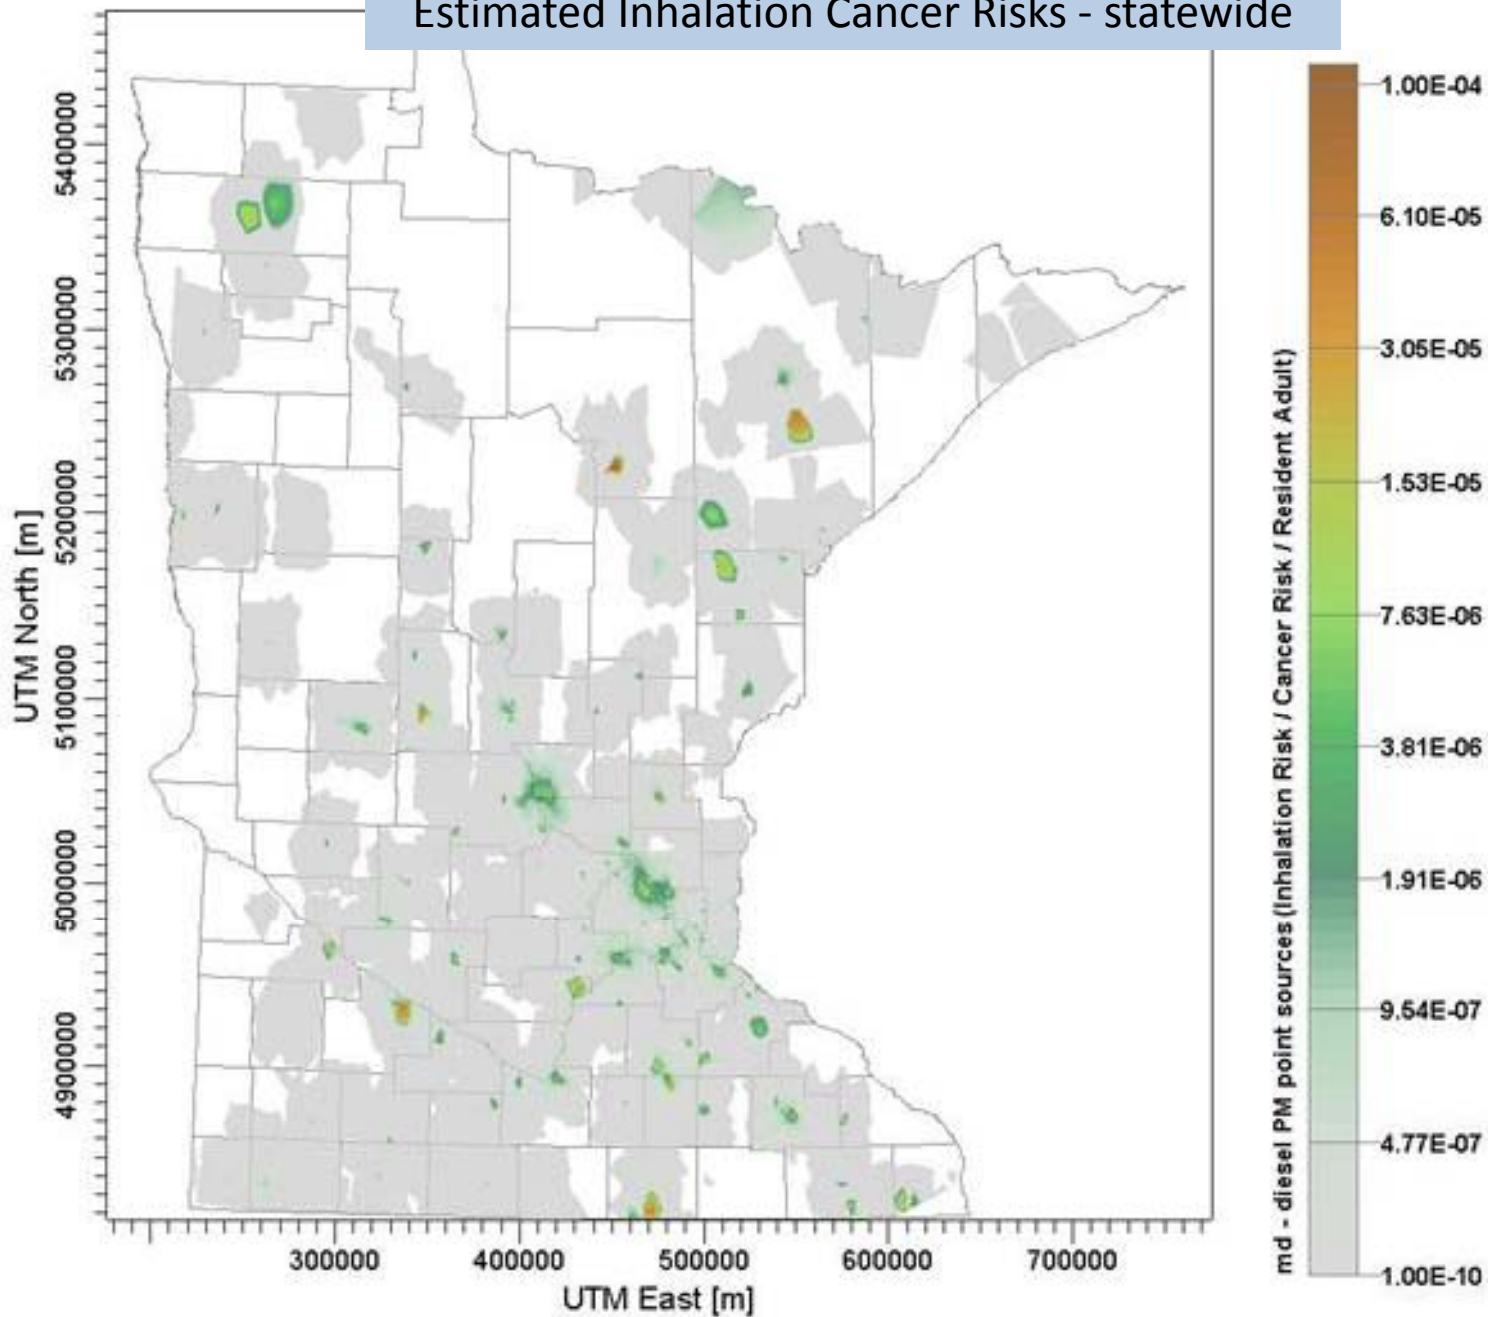 Estimated Inhalation Cancer Risks - statewide
UTM North [m]
5400000
5300000
5200000
5100000
5000000
4900000
300000 400000 500000 600000 700000
UTM East [m]
md - diesel PM point sources (Inhalation Risk / Cancer Risk / Resident Adult)
1.00E-04
6.10E-05
3.05E-05
1.53E-05
7.63E-06
3.81E-06
1.91E-06
9.54E-07
4.77E-07
1.00E-10